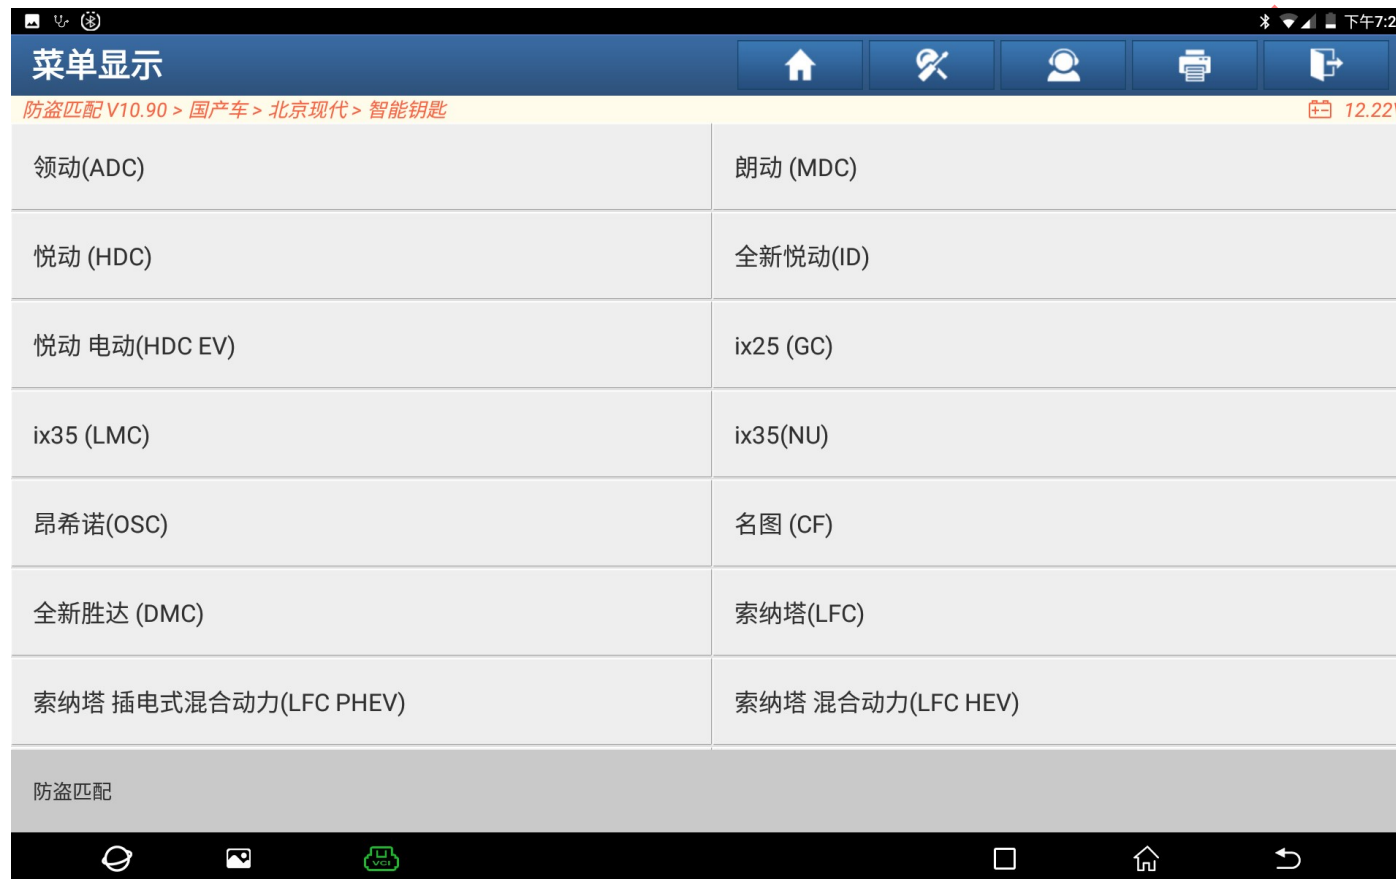 下午7:2
菜单显示
防盗匹配 V10.90 > 国产车 > 北京现代 > 智能钥匙
12.22V
领动(ADC)
朗动 (MDC)
悦动 (HDC)
全新悦动(ID)
悦动 电动(HDC EV)
ix25 (GC)
ix35 (LMC)
ix35(NU)
昂希诺(OSC)
名图 (CF)
全新胜达 (DMC)
索纳塔(LFC)
索纳塔 插电式混合动力(LFC PHEV)
索纳塔 混合动力(LFC HEV)
防盗匹配
VCI